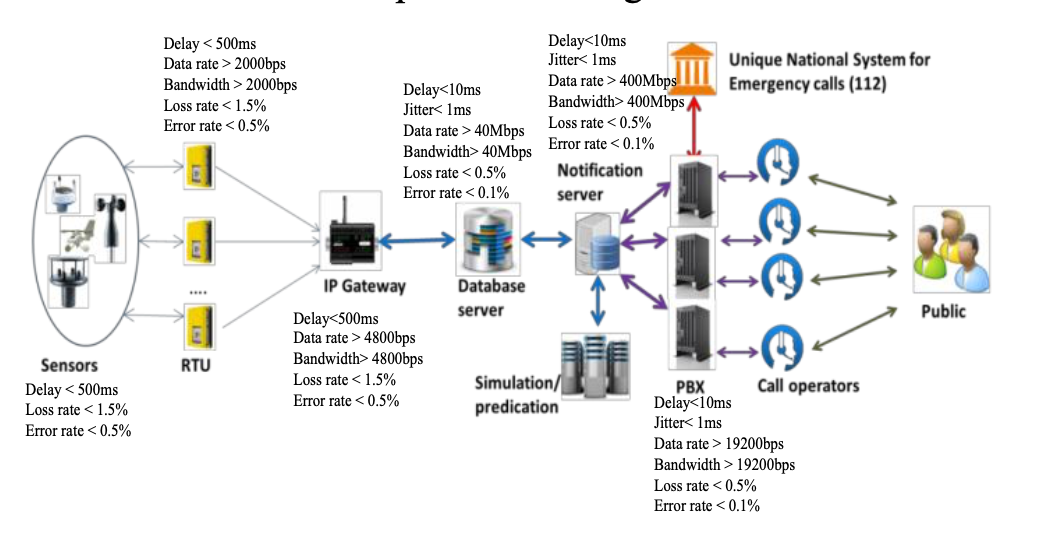 Delay < 500ms
Data rate > 2000bps
Bandwidth > 2000bps
Loss rate < 1.5%
Error rate < 0.5%
Delay<10ms
Jitter< 1ms
Data rate > 40Mbps
Bandwidth> 40Mbps
Loss rate < 0.5%
Error rate < 0.1%
Delay<10ms
Jitter< 1ms
Data rate > 400Mbps
Bandwidth> 400Mbps
Loss rate < 0.5%
Error rate < 0.1%
Unique National System for
Emergency calls (112)
Notification
server
IP Gateway
Database
server
....
Public
Delay<500ms
Data rate > 4800bps
Bandwidth> 4800bps
Loss rate < 1.5%
Error rate < 0.5%
Sensors
RTU
Simulation/
predication
PBX
Call operators
Delay < 500ms
Loss rate < 1.5%
Error rate < 0.5%
Delay<10ms
Jitter< 1ms
Data rate > 19200bps
Bandwidth > 19200bps
Loss rate < 0.5%
Error rate < 0.1%